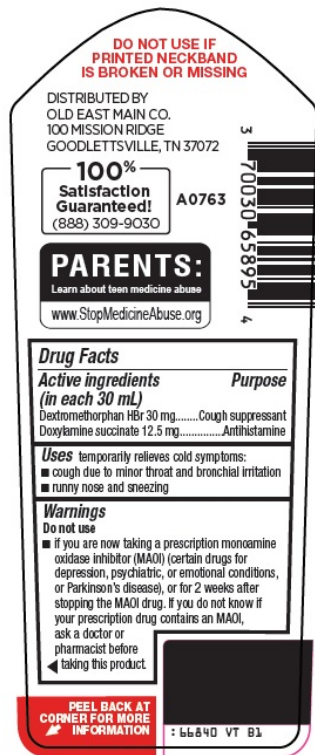 DO NOT USE IF
PRINTED NECKBAND
IS BROKEN OR MISSING
DISTRIBUTED BY
OLD EAST MAIN CO.
100 MISSION RIDGE
GOODLETTSVILLE, TN 37072
100%
Satisfaction
Guaranteed!
(888) 309-9030
A0763
3 70030 65895 4
PARENTS:
Learn about teen medicine abuse
www.StopMedicineAbuse.org
Drug Facts
Active ingredients Purpose
(in each 30 mL)
Dextromethorphan HBr 30 mg........Cough suppressant
Doxylamine succinate 12.5 mg...............Antihistamine
Uses temporarily relieves cold symptoms:
■ cough due to minor throat and bronchial irritation
■ runny nose and sneezing
Warnings
Do not use
■ if you are now taking a prescription monoamine
oxidase inhibitor (MAOI) (certain drugs for
depression, psychiatric, or emotional conditions,
or Parkinson's disease), or for 2 weeks after
stopping the MAOI drug. If you do not know if
your prescription drug contains an MAOI,
ask a doctor or
pharmacist before
taking this product.
PEEL BACK AT
CORNER FOR MORE
INFORMATION
:66840 VT B1